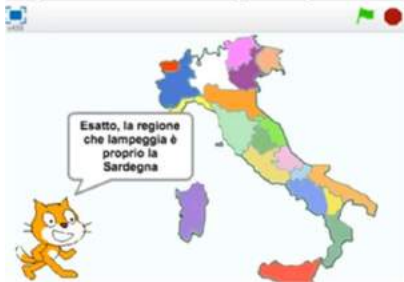 Esatto, la regione
che lampeggia è
proprio la
Sardegna